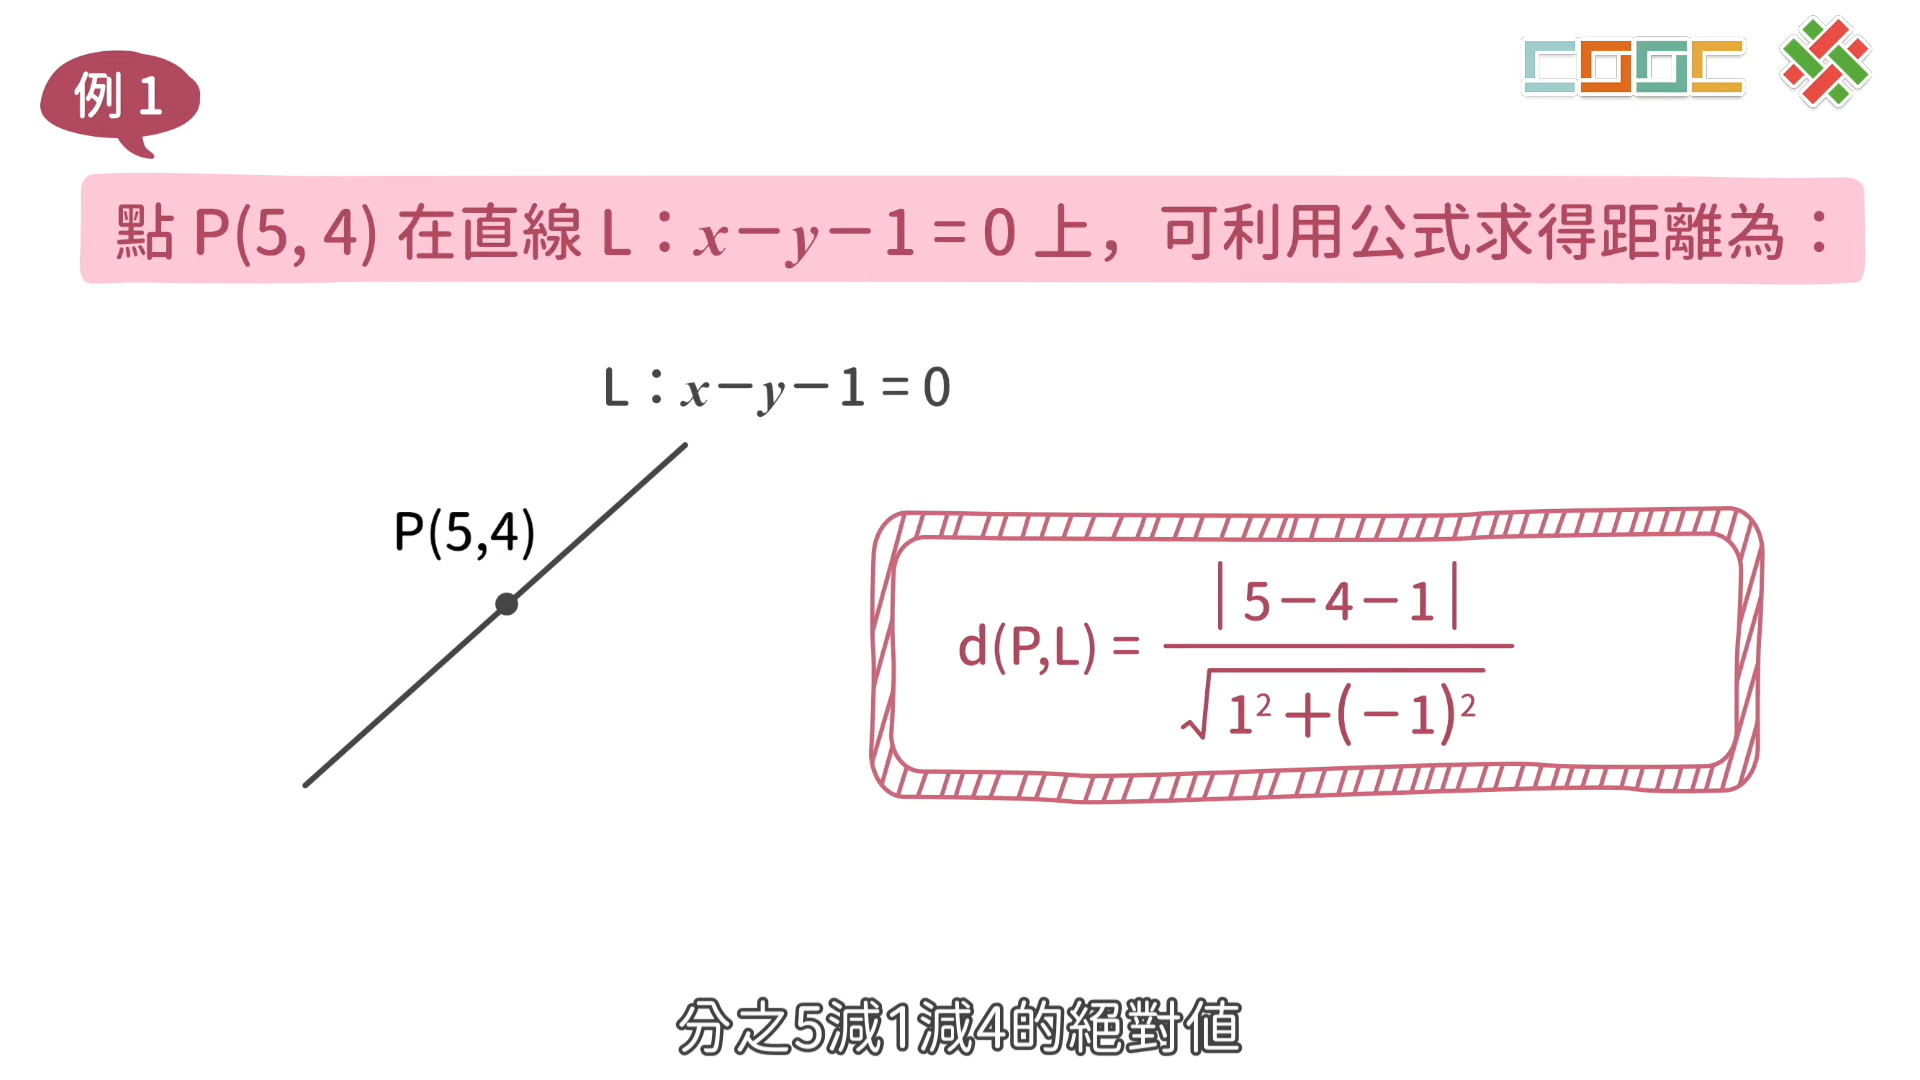 例 1
COOC
點 P(5, 4) 在直線 L：x－y－1 = 0 上，可利用公式求得距離為：
L：x－y－1 = 0
P(5,4)
d(P,L) = |5－4－1| / √(1²＋(－1)²)
分之5減1減4的絕對值